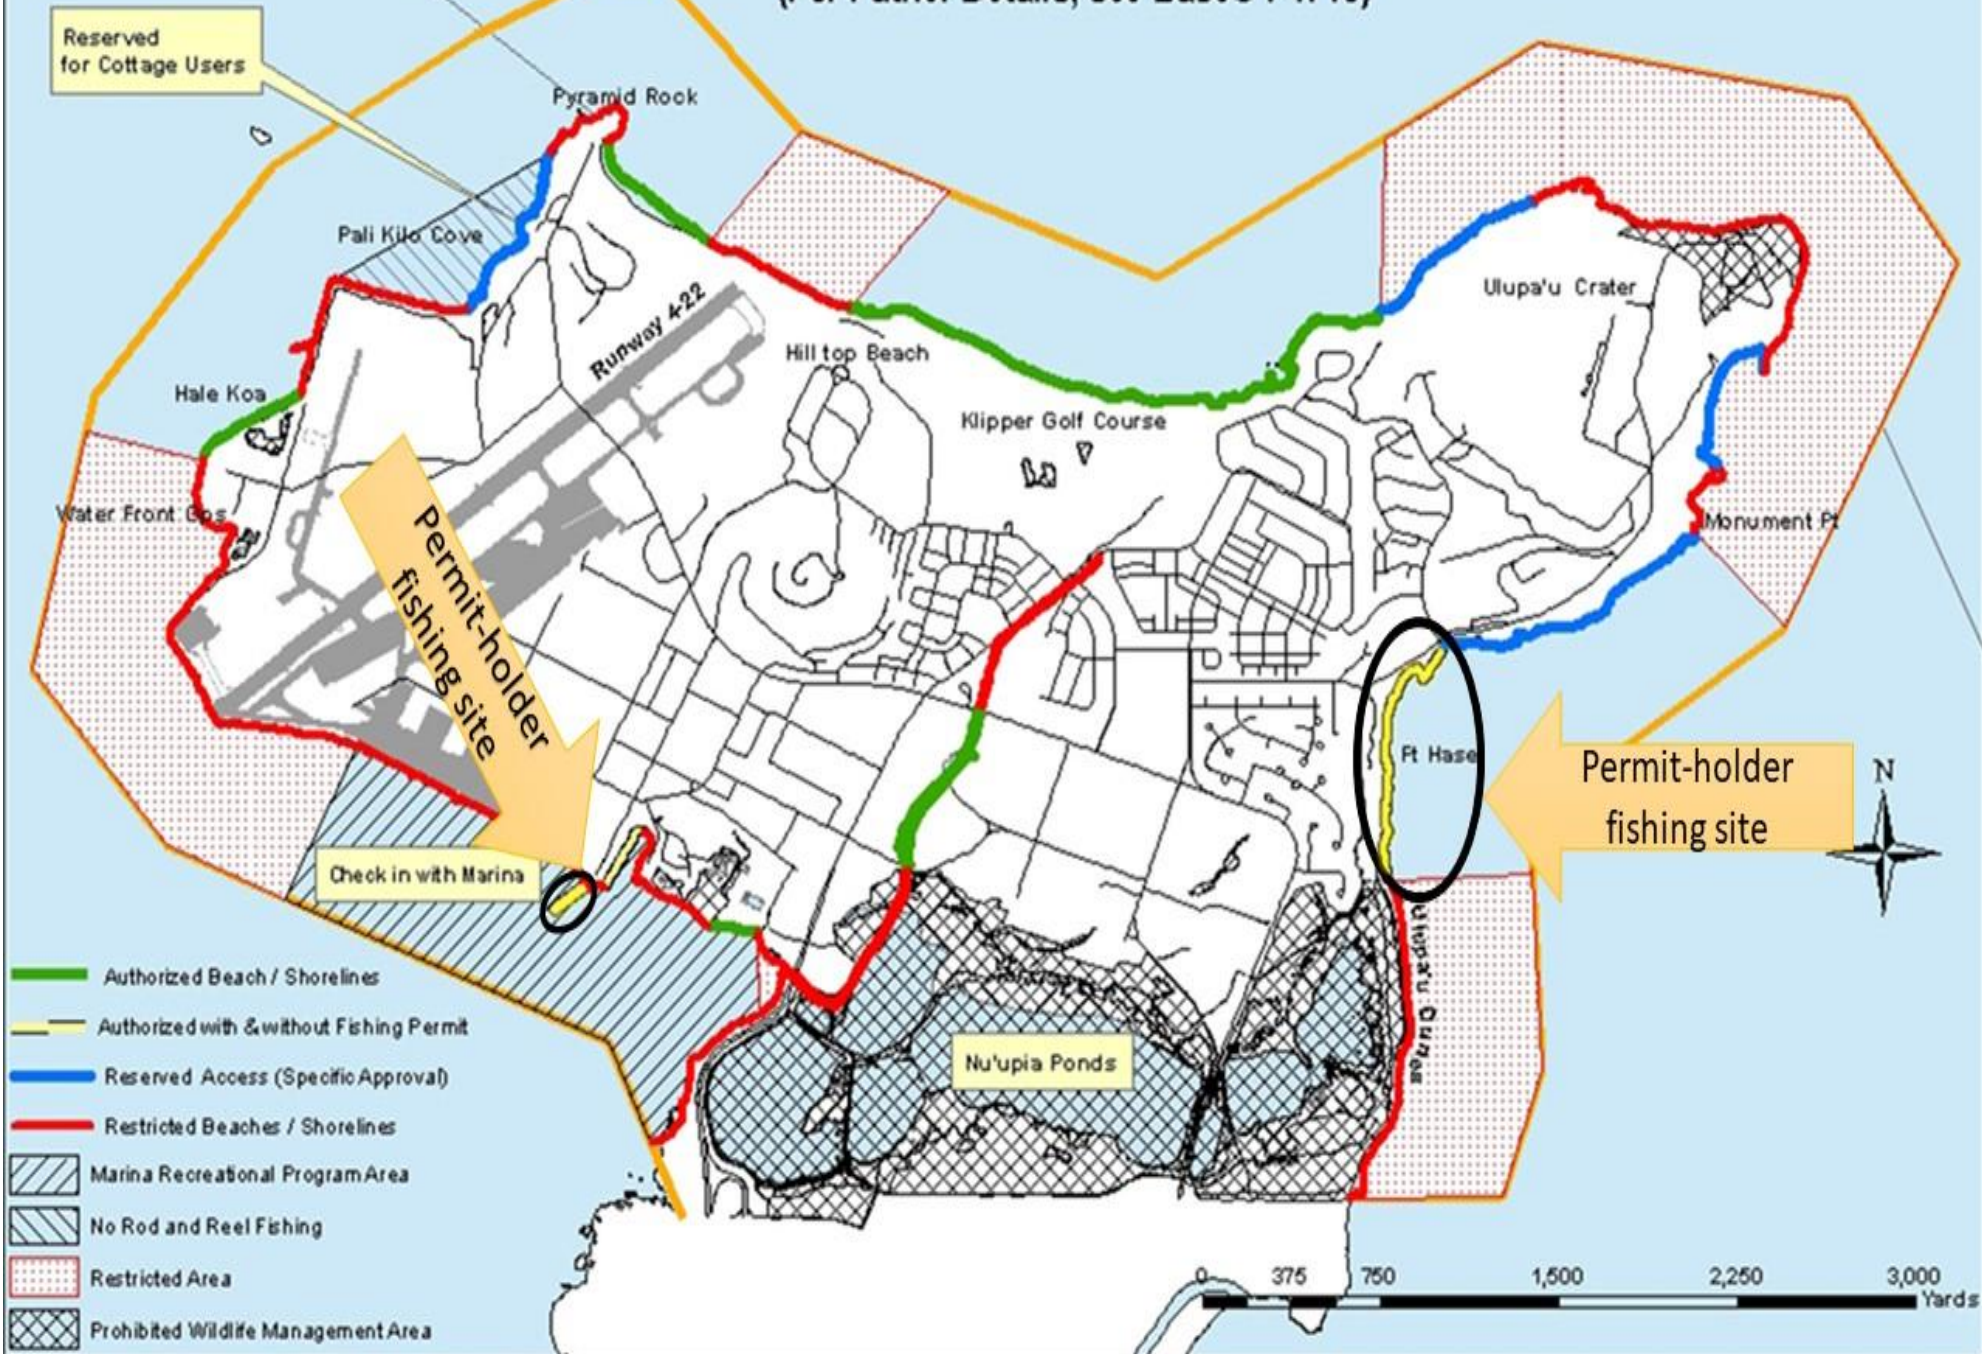 Reserved
for Cottage Users
Pyramid Rock
Pali Kilo Cove
Runway 4-22
Ulupa'u Crater
Hill top Beach
Hale Koa
Klipper Golf Course
Water Front Ops
Monument Pt
Permit-holder
fishing site
Ft Hase
Permit-holder
fishing site
N
Check in with Marina
Nu'upia Ponds
Authorized Beach / Shorelines
Authorized with & without Fishing Permit
Reserved Access (Specific Approval)
Restricted Beaches / Shorelines
Marina Recreational Program Area
No Rod and Reel Fishing
Restricted Area
Prohibited Wildlife Management Area
0 375 750 1,500 2,250 3,000
Yards